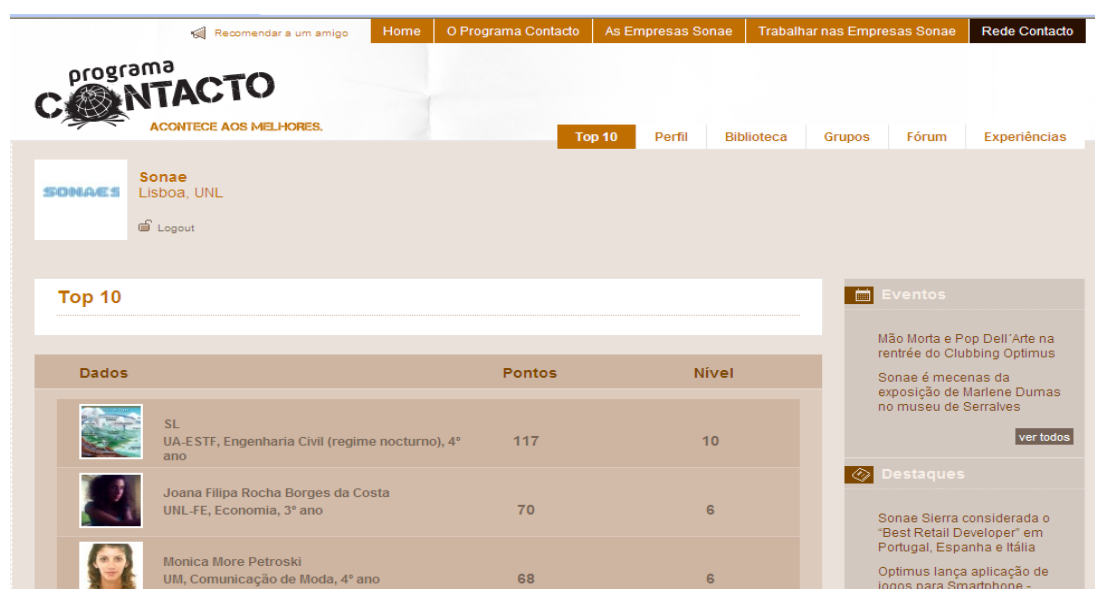 Recomendar a um amigo
Home
O Programa Contacto
As Empresas Sonae
Trabalhar nas Empresas Sonae
Rede Contacto
programa
CONTACTO
ACONTECE AOS MELHORES.
Top 10
Perfil
Biblioteca
Grupos
Fórum
Experiências
SONAES
Sonae
Lisboa, UNL
Logout
Top 10
Dados
Pontos
Nível
SL
UA-ESTF, Engenharia Civil (regime nocturno), 4º
ano
117
10
Joana Filipa Rocha Borges da Costa
UNL-FE, Economia, 3º ano
70
6
Monica More Petroski
UM, Comunicação de Moda, 4º ano
68
6
Eventos
Mão Morta e Pop Dell´Arte na
rentrée do Clubbing Optimus
Sonae é mecenas da
exposição de Marlene Dumas
no museu de Serralves
ver todos
Destaques
Sonae Sierra considerada o
“Best Retail Developer” em
Portugal, Espanha e Itália
Optimus lança aplicação de
jogos para Smartphone -